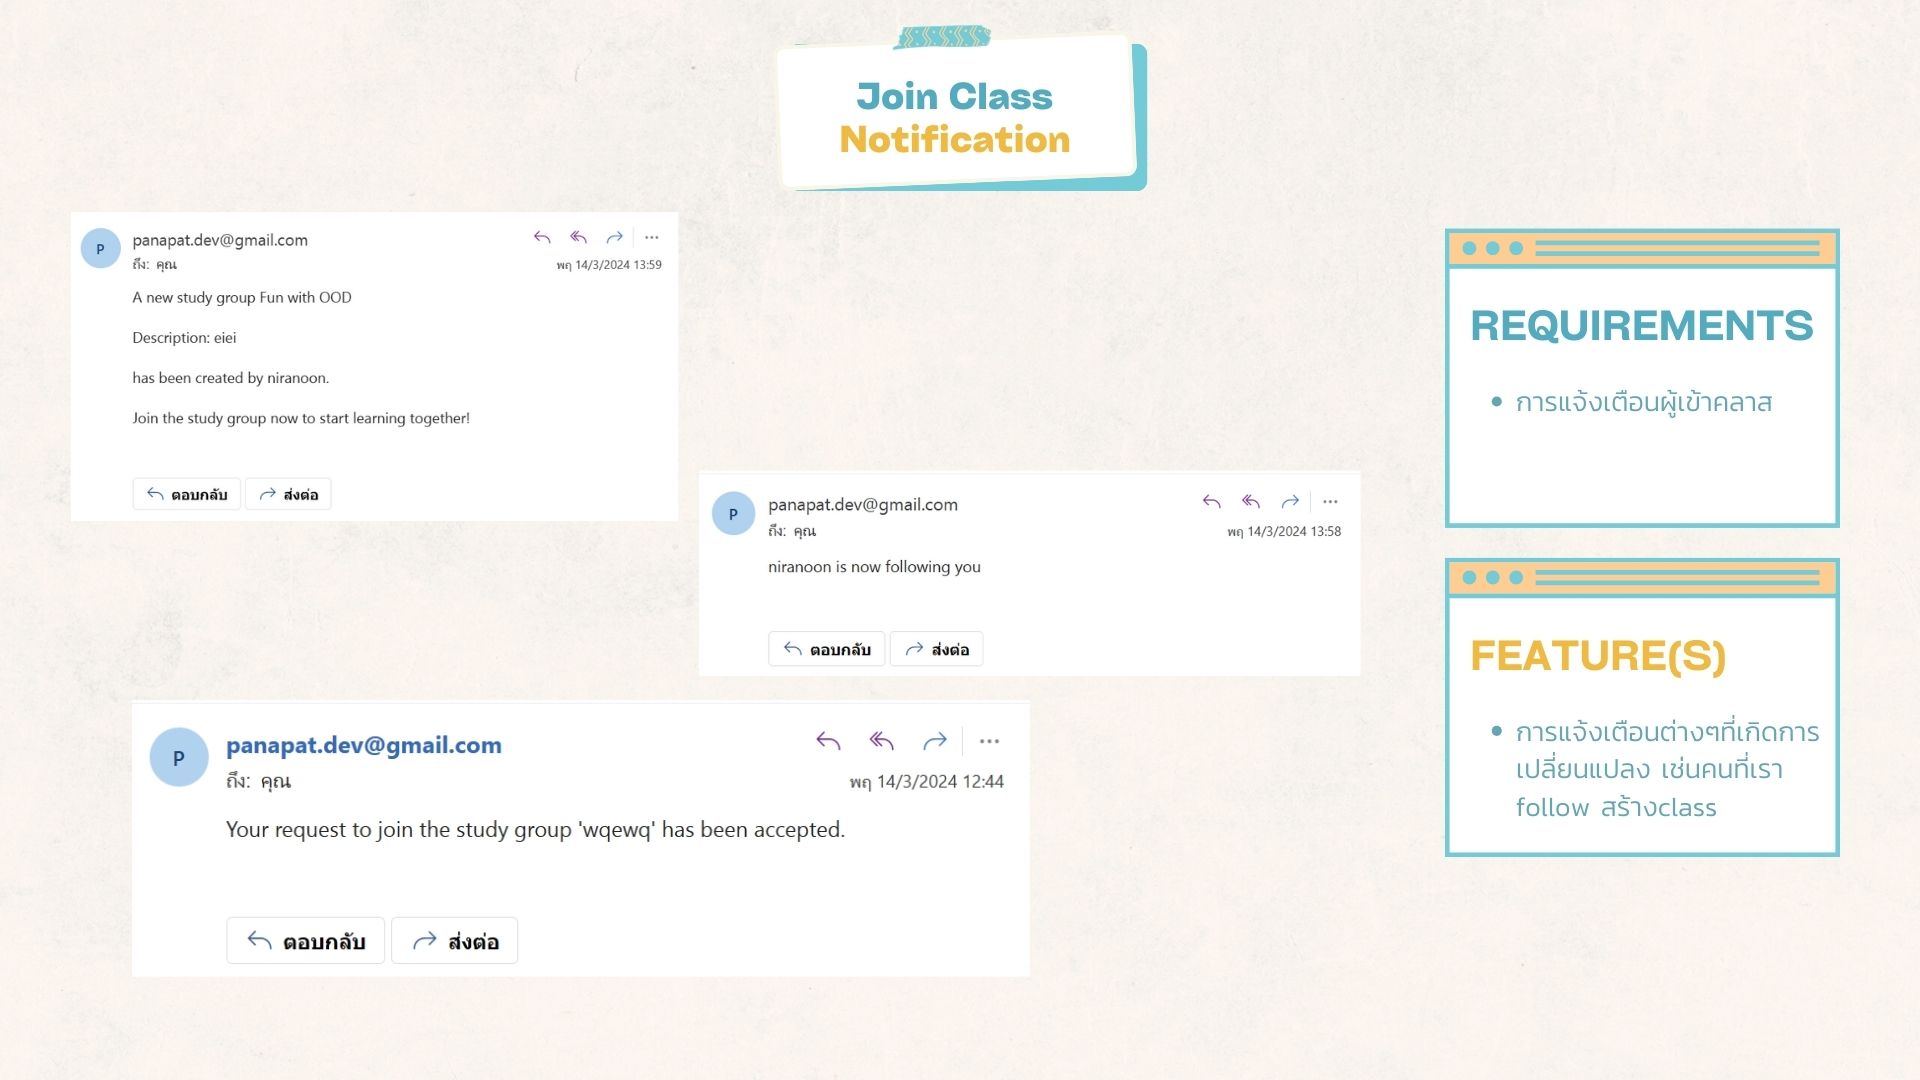 Join Class
Notification
P
panapat.dev@gmail.com
ถึง: คุณ
พฤ 14/3/2024 13:59
A new study group Fun with OOD
Description: eiei
has been created by niranoon.
Join the study group now to start learning together!
ตอบกลับ
ส่งต่อ
P
panapat.dev@gmail.com
ถึง: คุณ
พฤ 14/3/2024 13:58
niranoon is now following you
ตอบกลับ
ส่งต่อ
P
panapat.dev@gmail.com
ถึง: คุณ
พฤ 14/3/2024 12:44
Your request to join the study group 'wqewq' has been accepted.
ตอบกลับ
ส่งต่อ
REQUIREMENTS
• การแจ้งเตือนผู้เข้าคลาส
FEATURE(S)
• การแจ้งเตือนต่างๆที่เกิดการ
เปลี่ยนแปลง เช่นคนที่เรา
follow สร้างclass